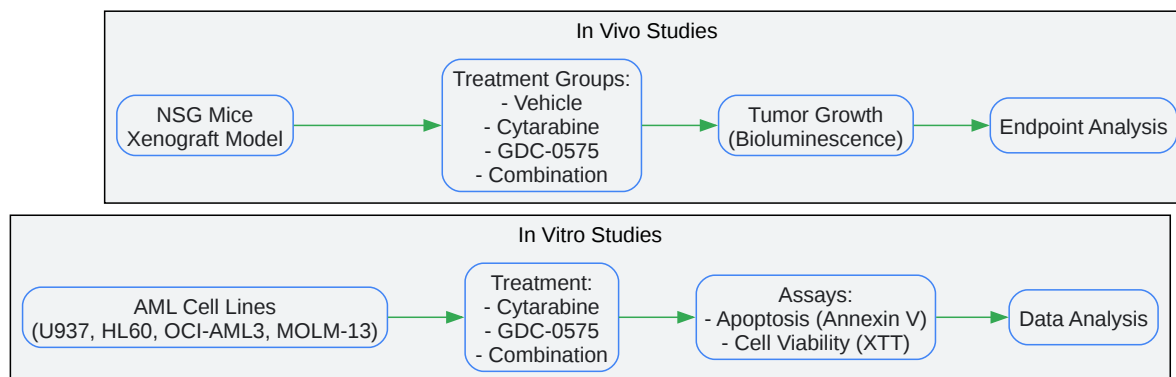 In Vivo Studies
NSG Mice
Xenograft Model
Treatment Groups:
- Vehicle
- Cytarabine
- GDC-0575
- Combination
Tumor Growth
(Bioluminescence)
Endpoint Analysis
In Vitro Studies
AML Cell Lines
(U937, HL60, OCI-AML3, MOLM-13)
Treatment:
- Cytarabine
- GDC-0575
- Combination
Assays:
- Apoptosis (Annexin V)
- Cell Viability (XTT)
Data Analysis